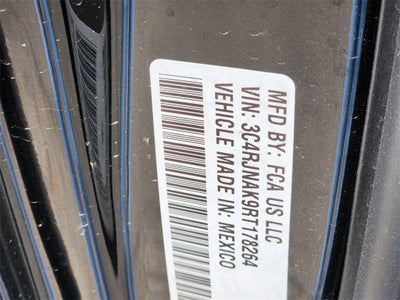 MFD BY: FCA US LLC
VIN: 3C4RJNAK9RT178264
VEHICLE MADE IN: MEXICO